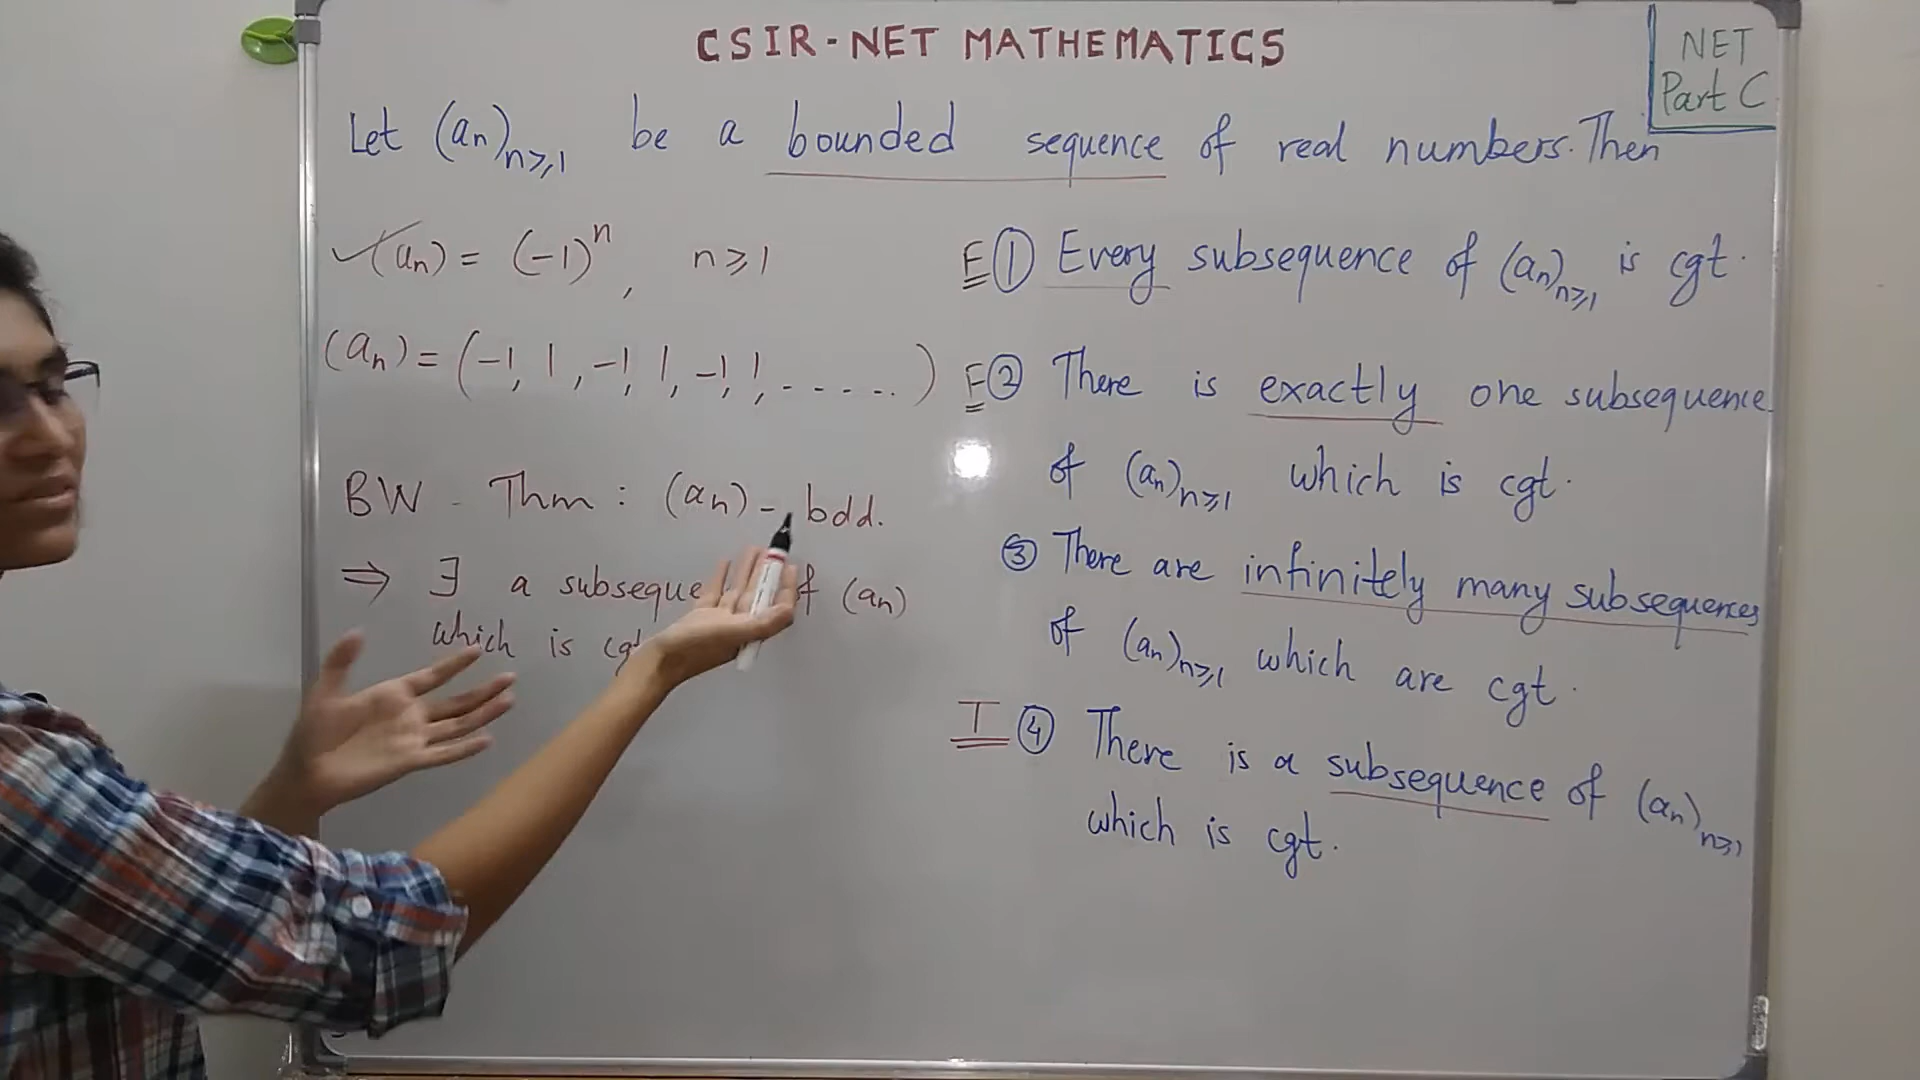 CSIR-NET MATHEMATICS
NET
Part C
Let (aₙ)ₙ≥₁ be a bounded sequence of real numbers. Then
(aₙ) = (-1)ⁿ, n ≥ 1
(aₙ) = (-1, 1, -1, 1, -1, 1, - - - - . .)
BW - Thm : (aₙ) - bdd.
⇒ ∃ a of (aₙ)
which is
F ① Every subsequence of (aₙ)ₙ≥₁ is cgt.
F ② There is exactly one subsequence
of (aₙ)ₙ≥₁ which is cgt.
③ There are infinitely many subsequences
of (aₙ)ₙ≥₁ which are cgt.
T ④ There is a subsequence of (aₙ)ₙ≥₁
which is cgt.